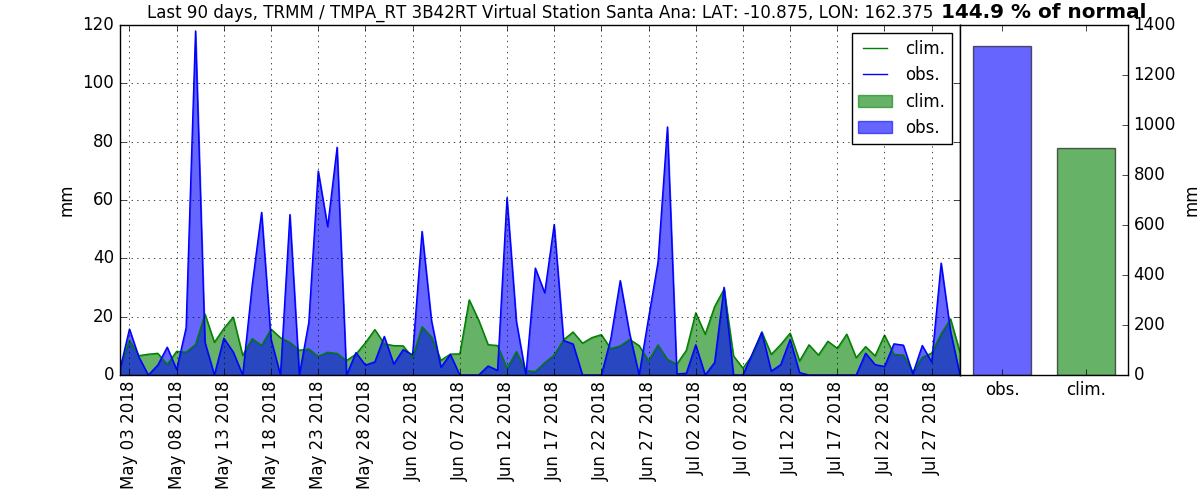 Last 90 days, TRMM / TMPA_RT 3B42RT Virtual Station Santa Ana: LAT: -10.875, LON: 162.375 144.9 % of normal
120
100
80
60
40
20
0
mm
clim.
obs.
clim.
obs.
May 03 2018
May 08 2018
May 13 2018
May 18 2018
May 23 2018
May 28 2018
Jun 02 2018
Jun 07 2018
Jun 12 2018
Jun 17 2018
Jun 22 2018
Jun 27 2018
Jul 02 2018
Jul 07 2018
Jul 12 2018
Jul 17 2018
Jul 22 2018
Jul 27 2018
1400
1200
1000
800
600
400
200
0
mm
obs.
clim.